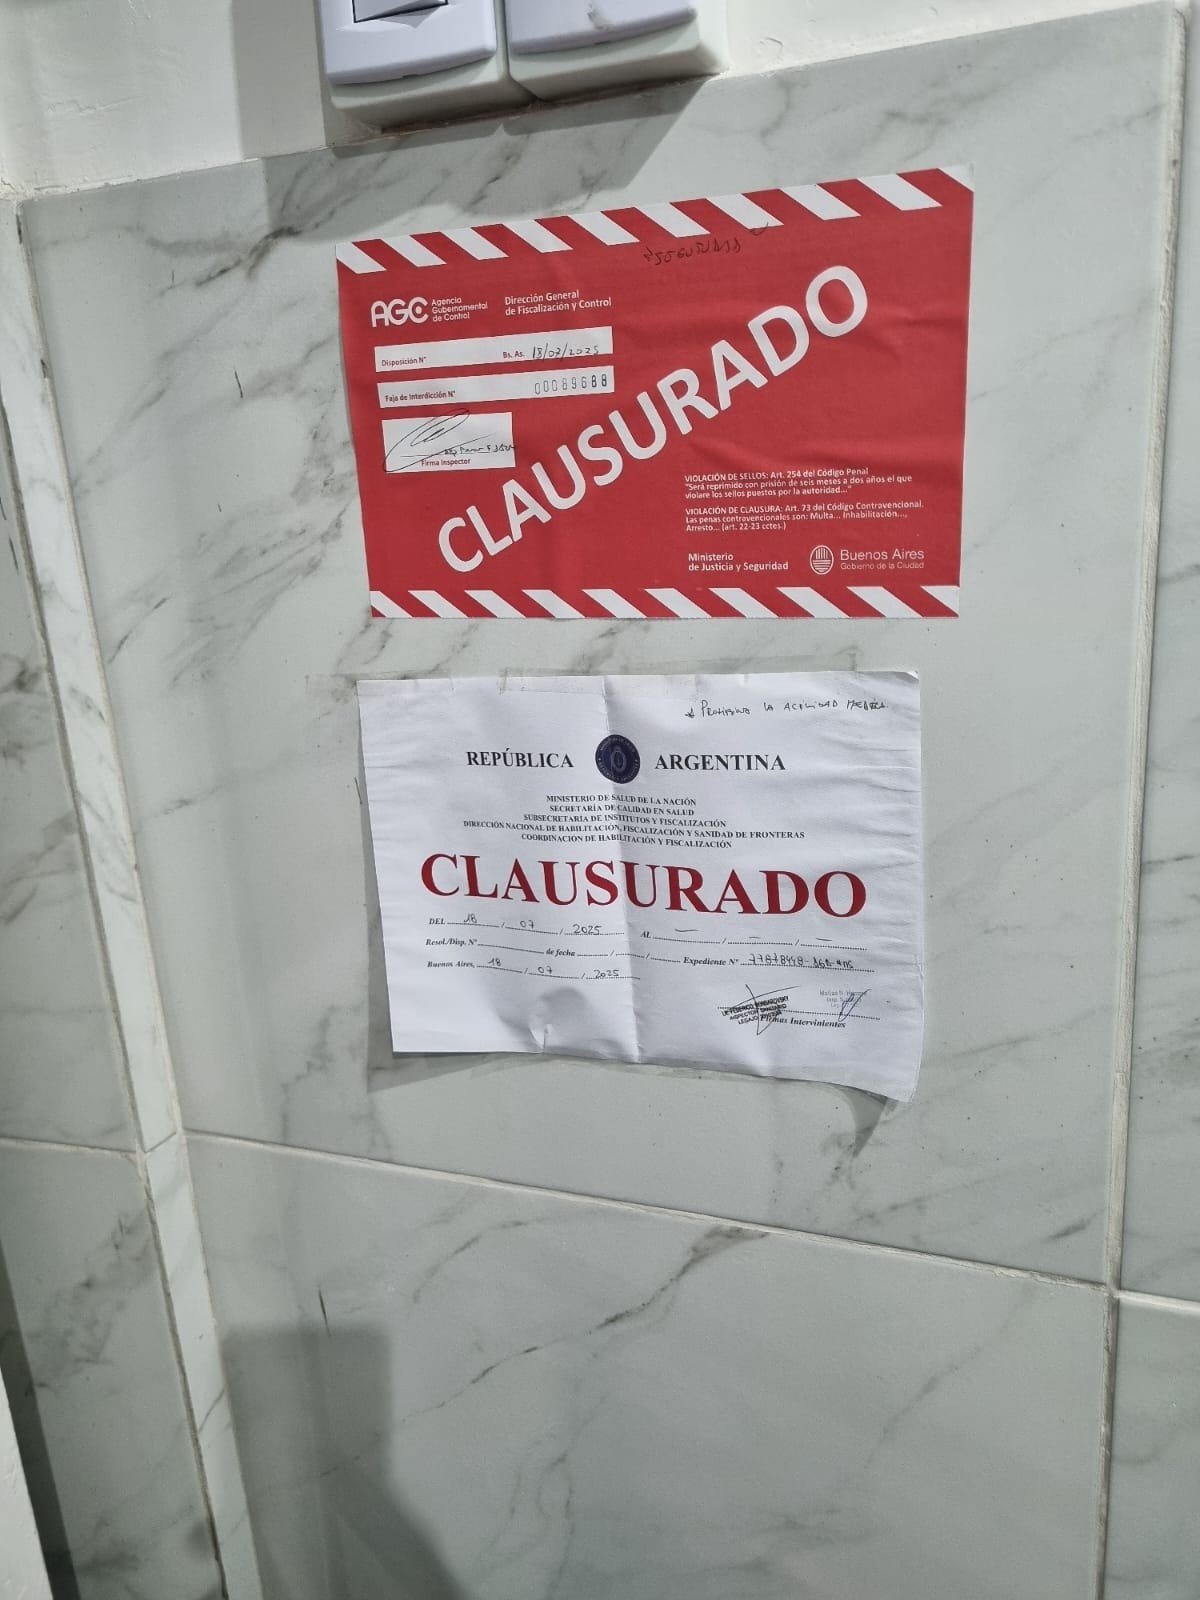 AGC Agencia
Gubernamental
de Control
Dirección General
de Fiscalización y Control
Disposición N°
Bs. As. 18/07/2025
Faja de Interdicción N° 00089688
Firma Inspector
CLAUSURADO
VIOLACIÓN DE SELLOS: Art. 254 del Código Penal
"Será reprimido con prisión de seis meses a dos años el que
violare los sellos puestos por la autoridad..."
VIOLACIÓN DE CLAUSURA: Art. 73 del Código Contravencional.
Las penas contravencionales son: Multa... Inhabilitación...,
Arresto... (art. 22-23 cctes.)
Ministerio
de Justicia y Seguridad
Buenos Aires
Gobierno de la Ciudad
LA ACTIVIDAD
REPÚBLICA ARGENTINA
MINISTERIO DE SALUD DE LA NACIÓN
SECRETARÍA DE CALIDAD EN SALUD
SUBSECRETARÍA DE INSTITUTOS Y FISCALIZACIÓN
DIRECCIÓN NACIONAL DE HABILITACIÓN, FISCALIZACIÓN Y SANIDAD DE FRONTERAS
COORDINACIÓN DE HABILITACIÓN Y FISCALIZACIÓN
CLAUSURADO
DEL 18 / 07 / 2025 AL — / — / —
Resol./Disp. N° de fecha / / Expediente N°
Buenos Aires, 18 / 07 / 2025
INSPECTOR
Firmas Intervinientes